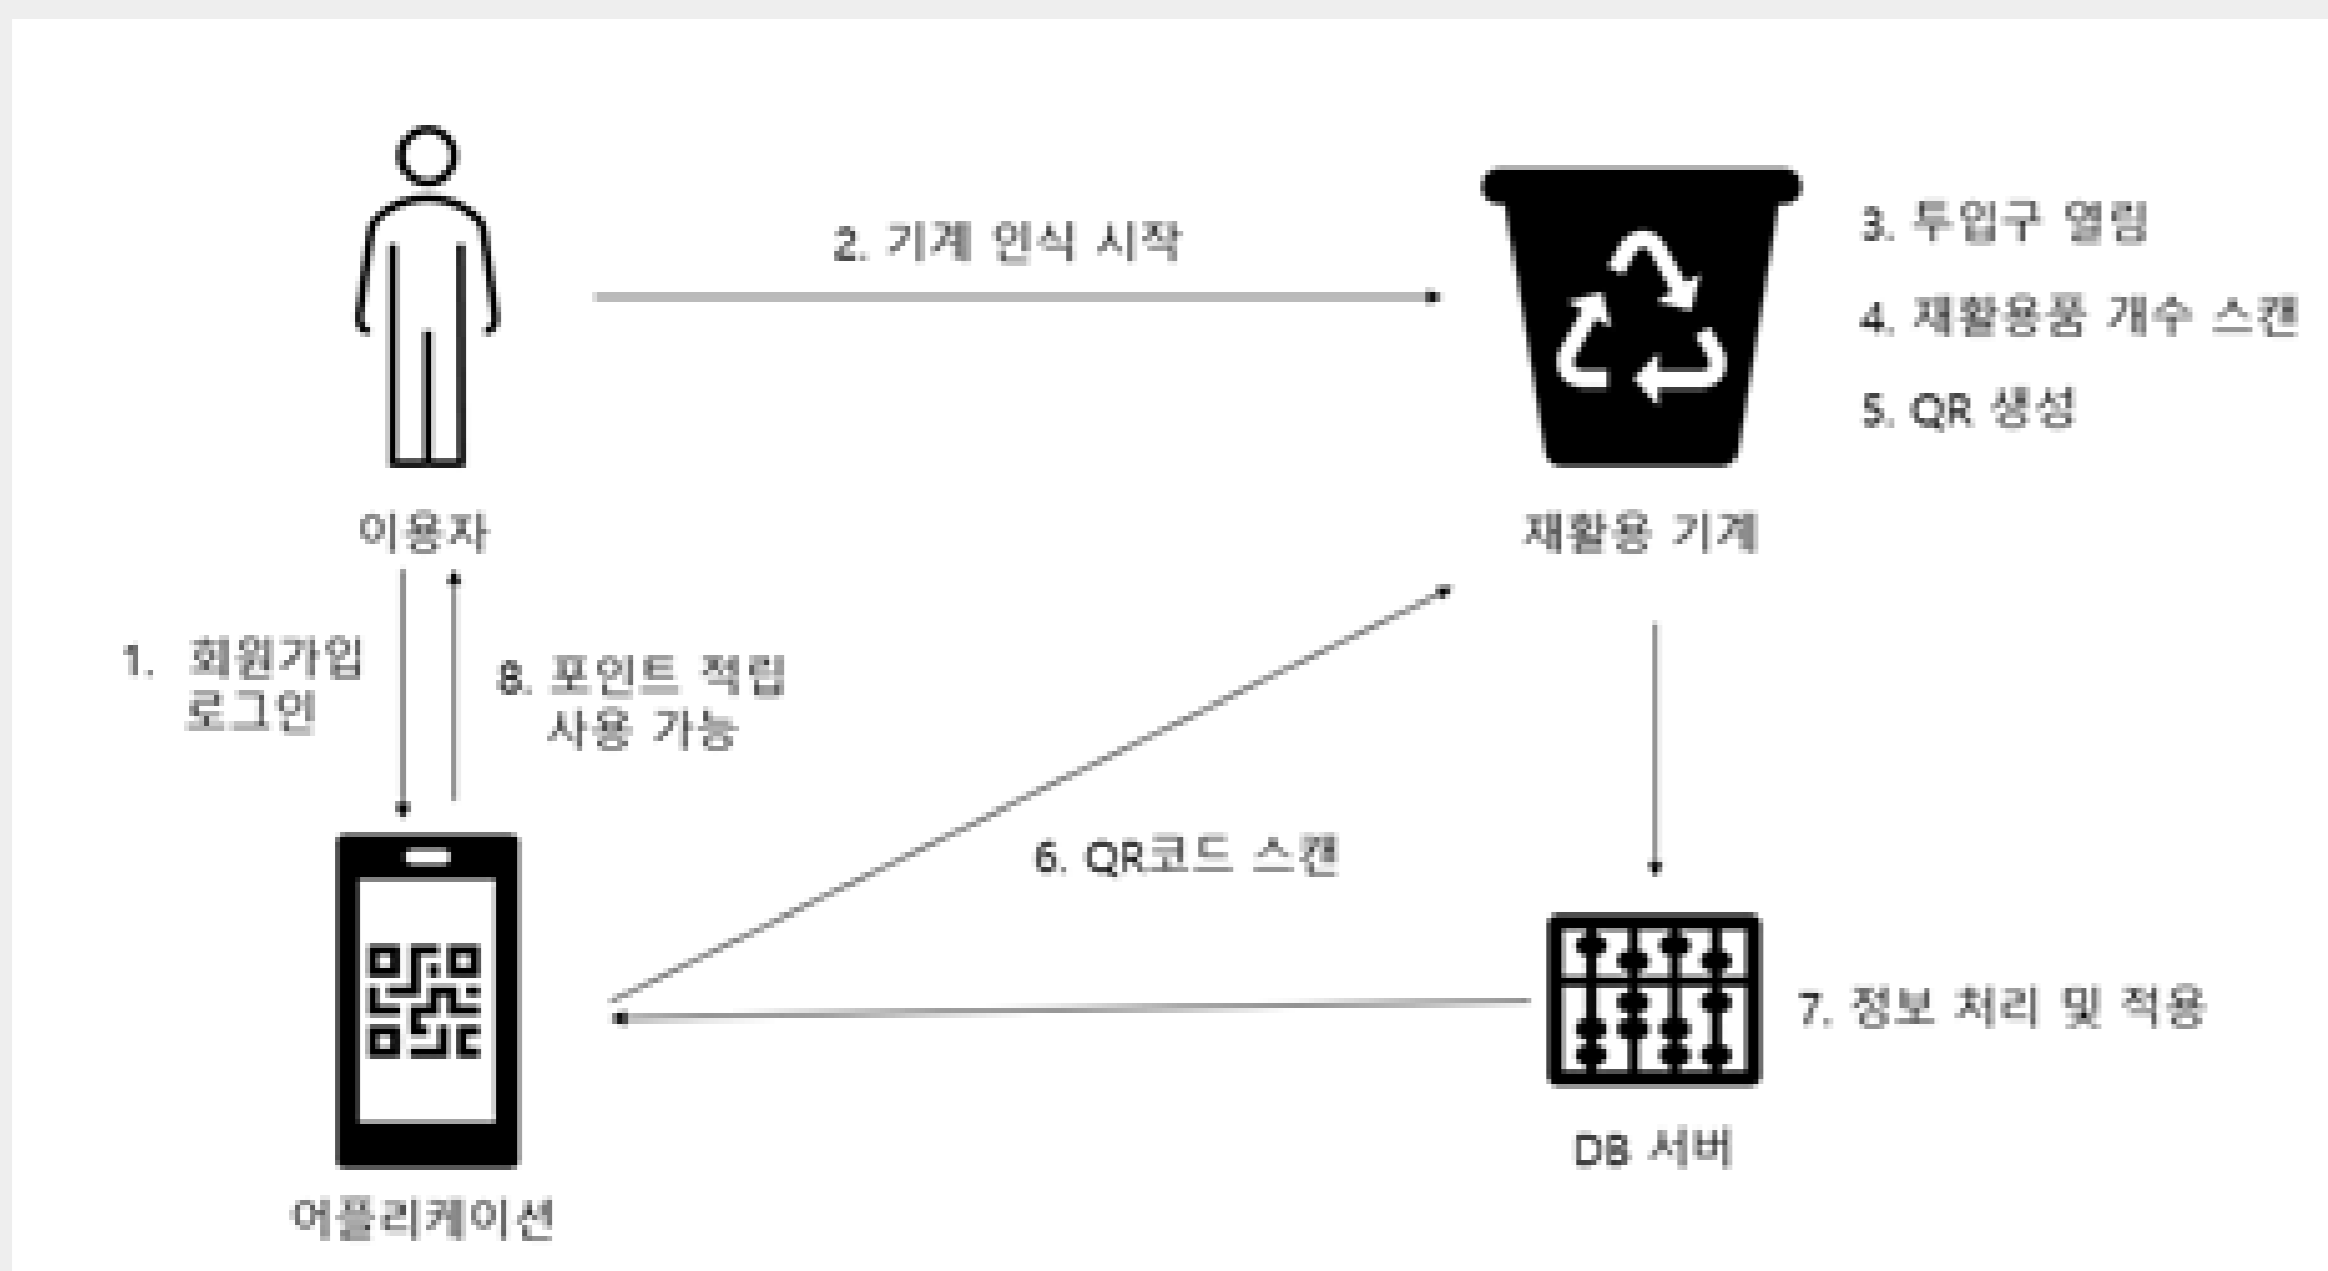 2. 기계 인식 시작
3. 투입구 열림
4. 재활용품 개수 스캔
5. QR 생성
이용자
재활용 기계
1. 회원가입
로그인
8. 포인트 적립
사용 가능
6. QR코드 스캔
7. 정보 처리 및 적용
DB 서버
어플리케이션